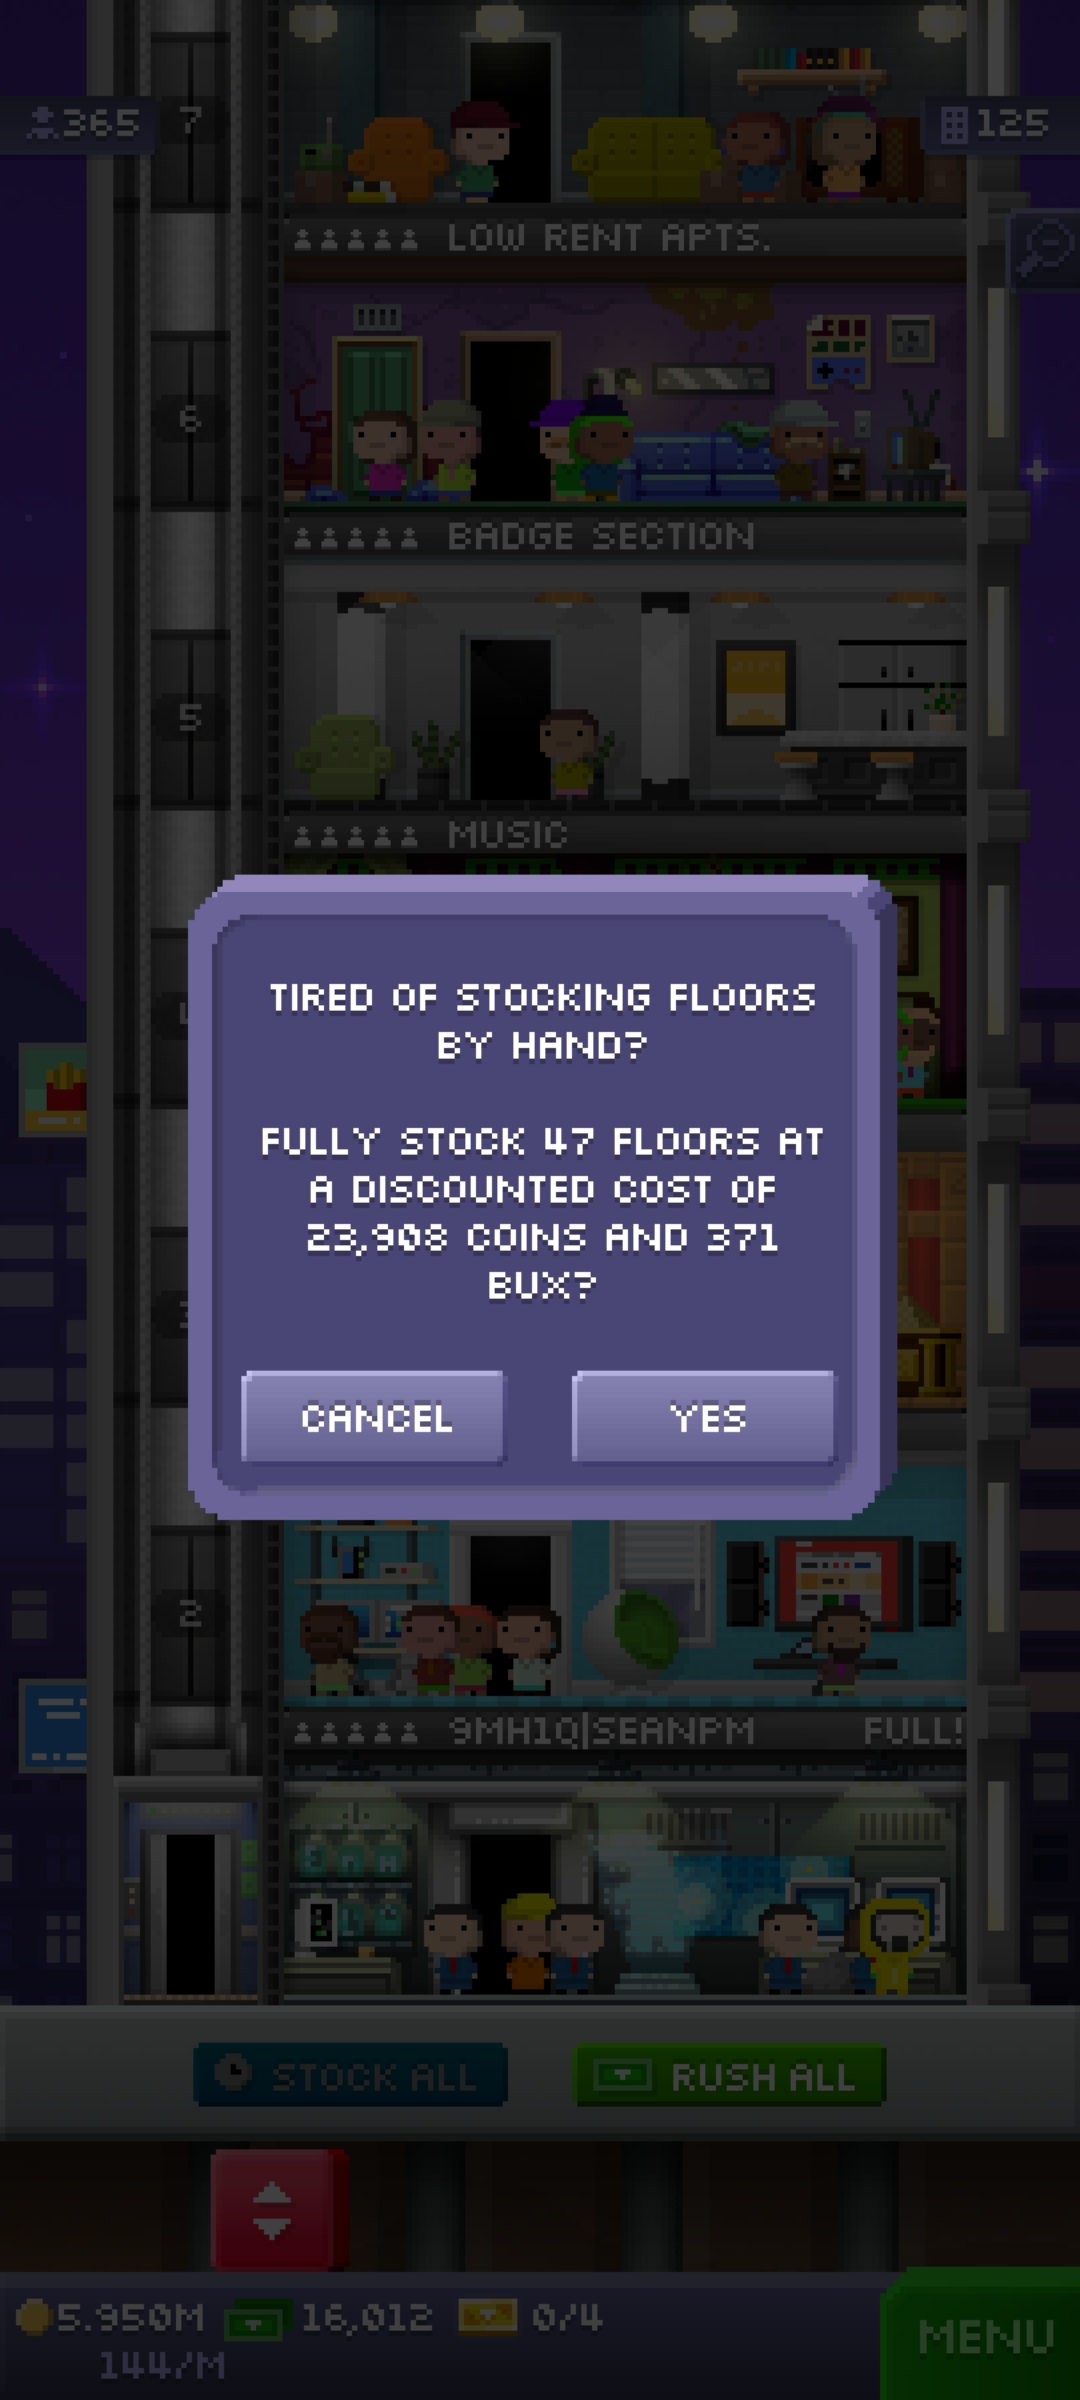 365
7
125
LOW RENT APTS.
6
BADGE SECTION
5
MUSIC
TIRED OF STOCKING FLOORS
BY HAND?
FULLY STOCK 47 FLOORS AT
A DISCOUNTED COST OF
23,908 COINS AND 371
BUX?
CANCEL
YES
2
9MH1Q|SEANPM
FULL!
STOCK ALL
RUSH ALL
5.950M
16,012
0/4
144/M
MENU